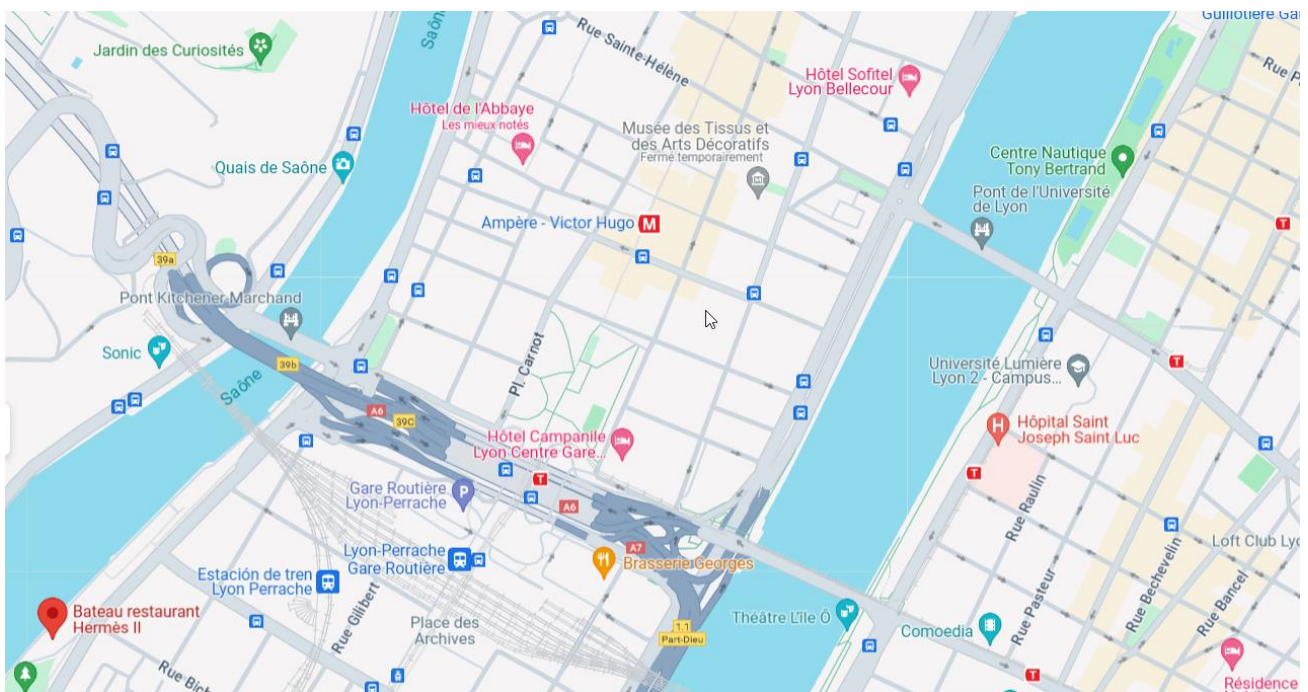 Guillotière Ga
Saôn
Rue Sainte-Hélène
Jardin des Curiosités
Hôtel Sofitel
Lyon Bellecour
Rue P
Hôtel de l'Abbaye
Les mieux notés
Musée des Tissus et
des Arts Décoratifs
Fermé temporairement
Centre Nautique
Tony Bertrand
Quais de Saône
Pont de l'Université
de Lyon
Ampère - Victor Hugo
M
T
39a
Pont Kitchener-Marchand
Sonic
39b
Saône
Pl. Carnot
Université Lumière
Lyon 2 - Campus...
T
A6
39C
Hôtel Campanile
Lyon Centre Gare...
H
Hôpital Saint
Joseph Saint Luc
T
T
Gare Routière
Lyon-Perrache
P
A6
Rue Raulin
A7
Lyon-Perrache
Gare Routière
Brasserie Georges
Loft Club Lyo
Estación de tren
Lyon Perrache
Rue Gilibert
Rue Pasteur
Rue Bechevelin
Rue Bancel
Bateau restaurant
Hermès II
Place des
Archives
1.1
Part-Dieu
Théâtre L'île Ô
Comoedia
Rue Bich
T
Résidence